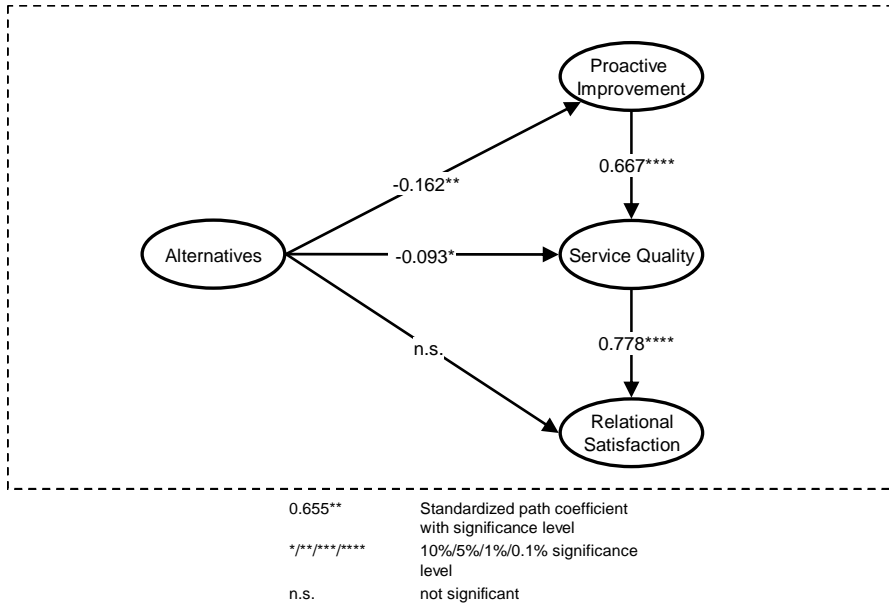 Proactive
Improvement
-0.162**
0.667****
Alternatives
-0.093*
Service Quality
n.s.
0.778****
Relational
Satisfaction
0.655** Standardized path coefficient
with significance level
*/**/***/**** 10%/5%/1%/0.1% significance
level
n.s. not significant